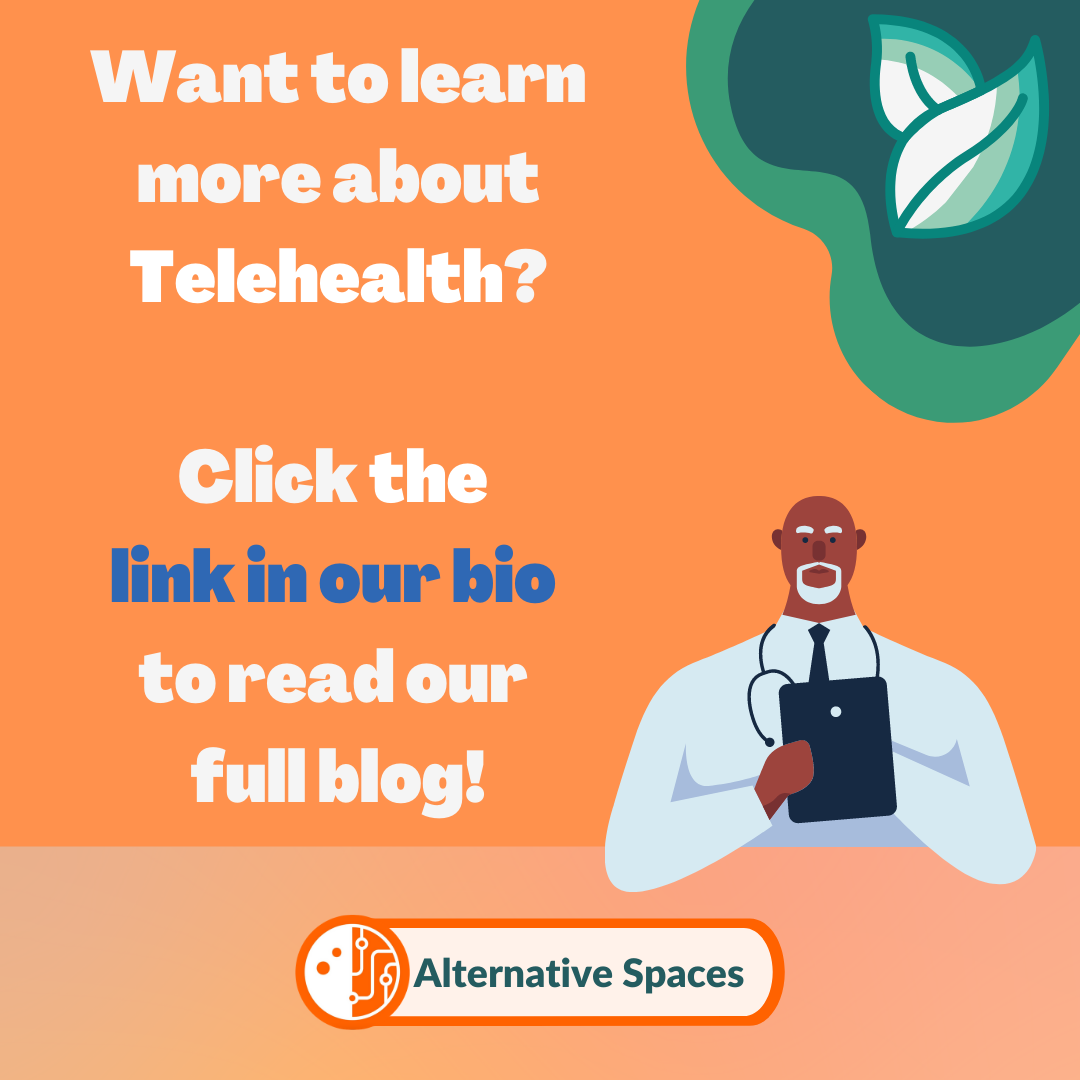 Want to learn
more about
Telehealth?
Click the
link in our bio
to read our
full blog!
Alternative Spaces